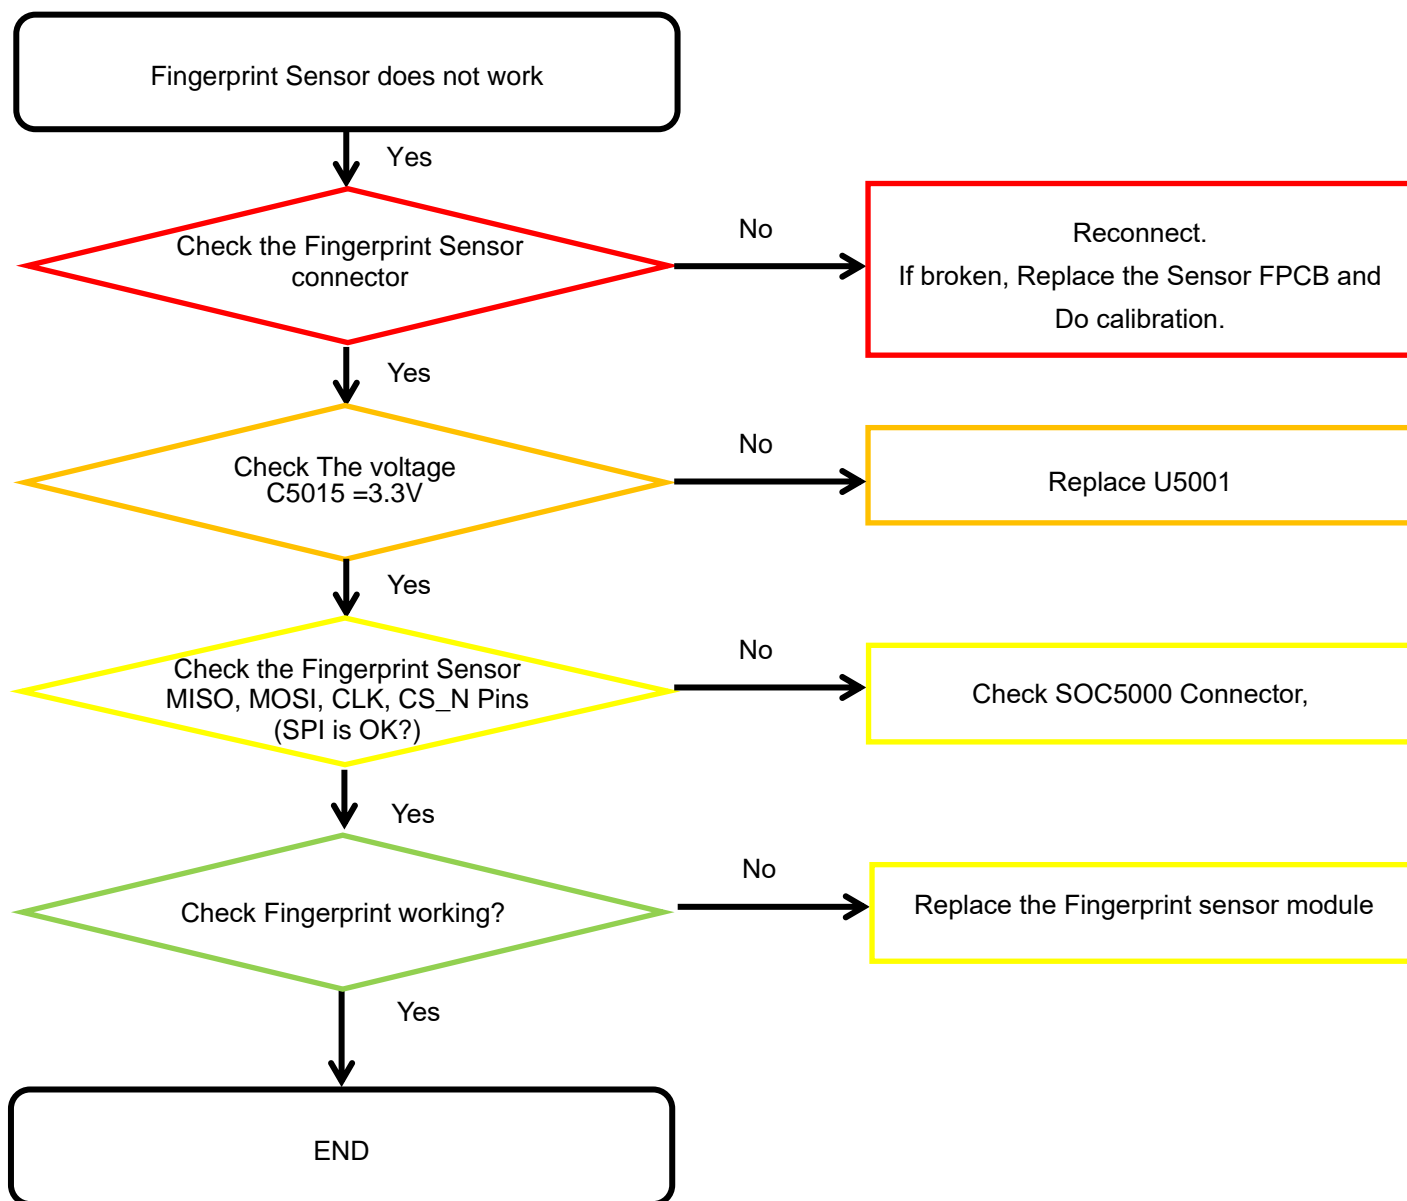 Fingerprint Sensor does not work
Yes
Check the Fingerprint Sensor
connector
No
Reconnect.
If broken, Replace the Sensor FPCB and
Do calibration.
Yes
Check The voltage
C5015 =3.3V
No
Replace U5001
Yes
Check the Fingerprint Sensor
MISO, MOSI, CLK, CS_N Pins
(SPI is OK?)
No
Check SOC5000 Connector,
Yes
Check Fingerprint working?
No
Replace the Fingerprint sensor module
Yes
END